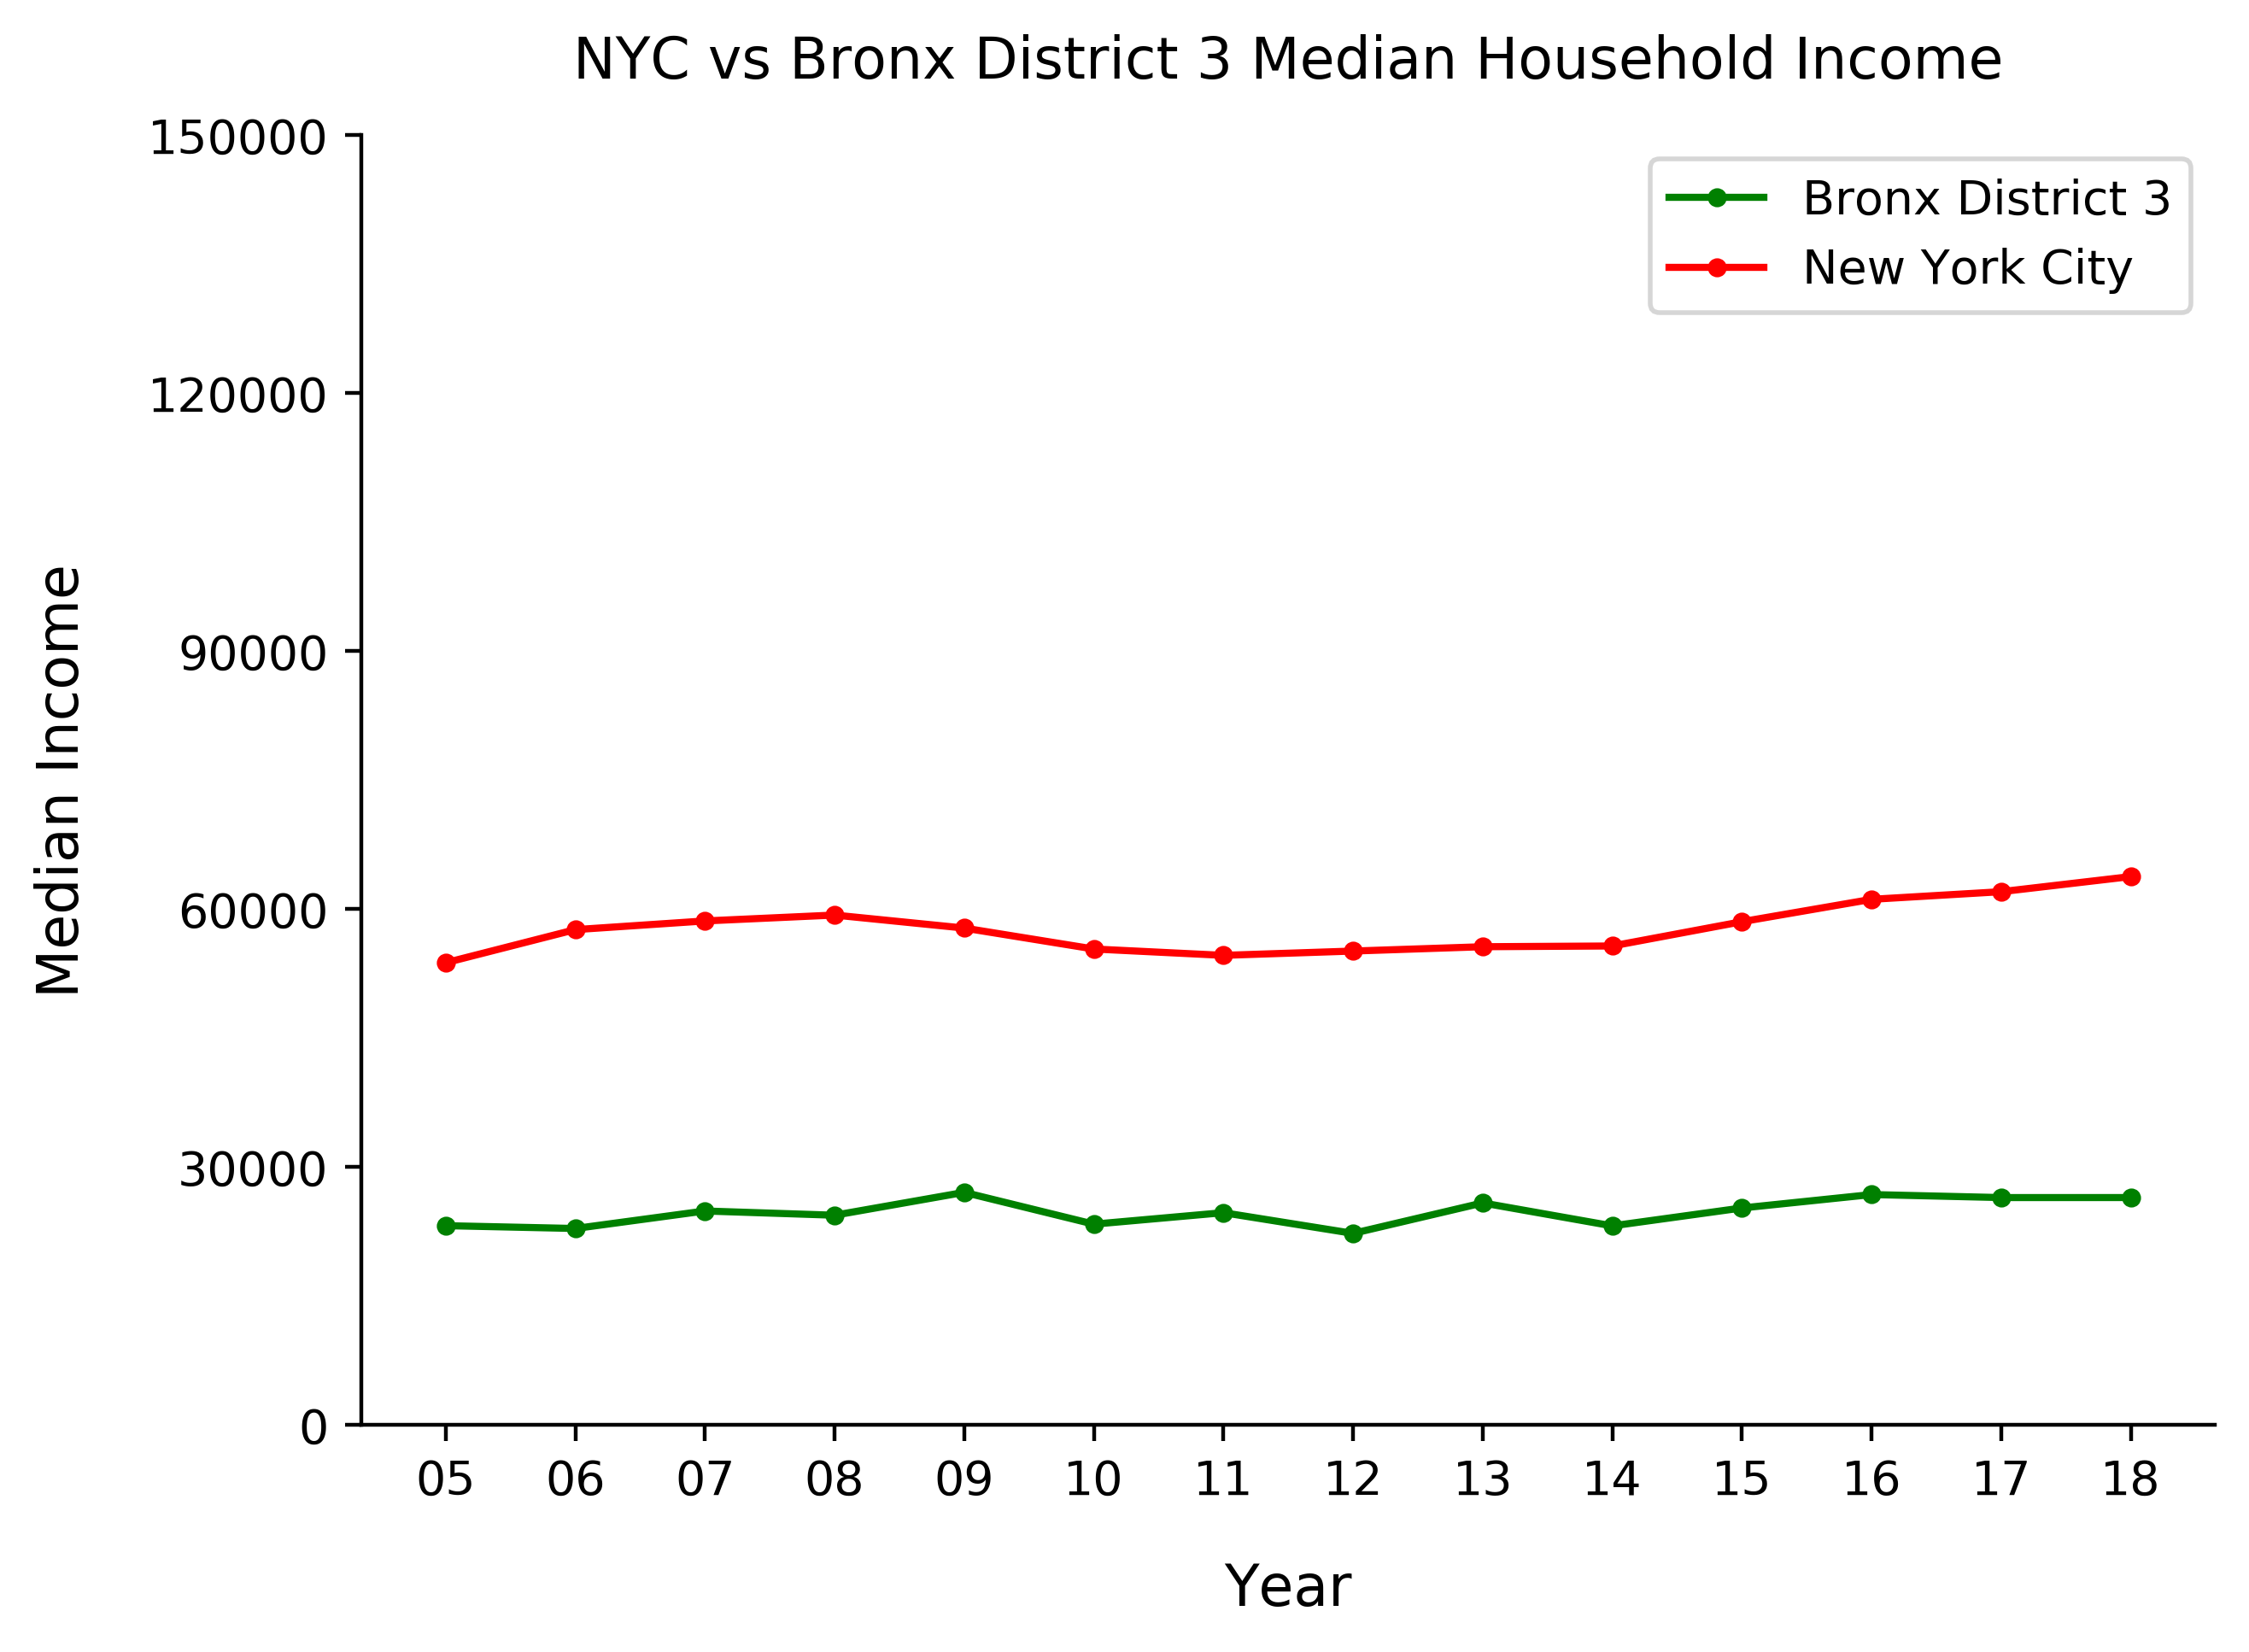 NYC vs Bronx District 3 Median Household Income
150000
120000
90000
60000
30000
0
Median Income
Bronx District 3
New York City
05 06 07 08 09 10 11 12 13 14 15 16 17 18
Year